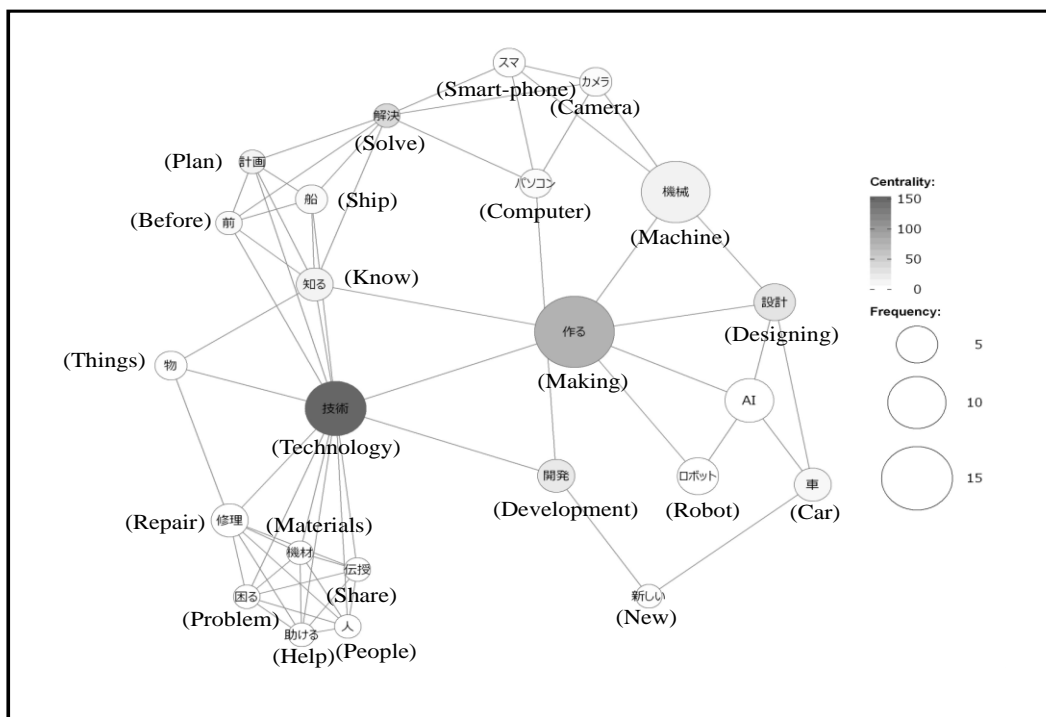 スマ
(Smart-phone)
カメラ
(Camera)
解決
(Solve)
計画
(Plan)
船
(Ship)
前
(Before)
パソコン
(Computer)
機械
(Machine)
知る
(Know)
設計
(Designing)
作る
(Making)
物
(Things)
技術
(Technology)
AI
開発
(Development)
ロボット
(Robot)
車
(Car)
修理
(Repair)
機材
(Materials)
伝授
(Share)
困る
(Problem)
助ける
(Help)
人
(People)
新しい
(New)
Centrality:
150
100
50
0
Frequency:
5
10
15